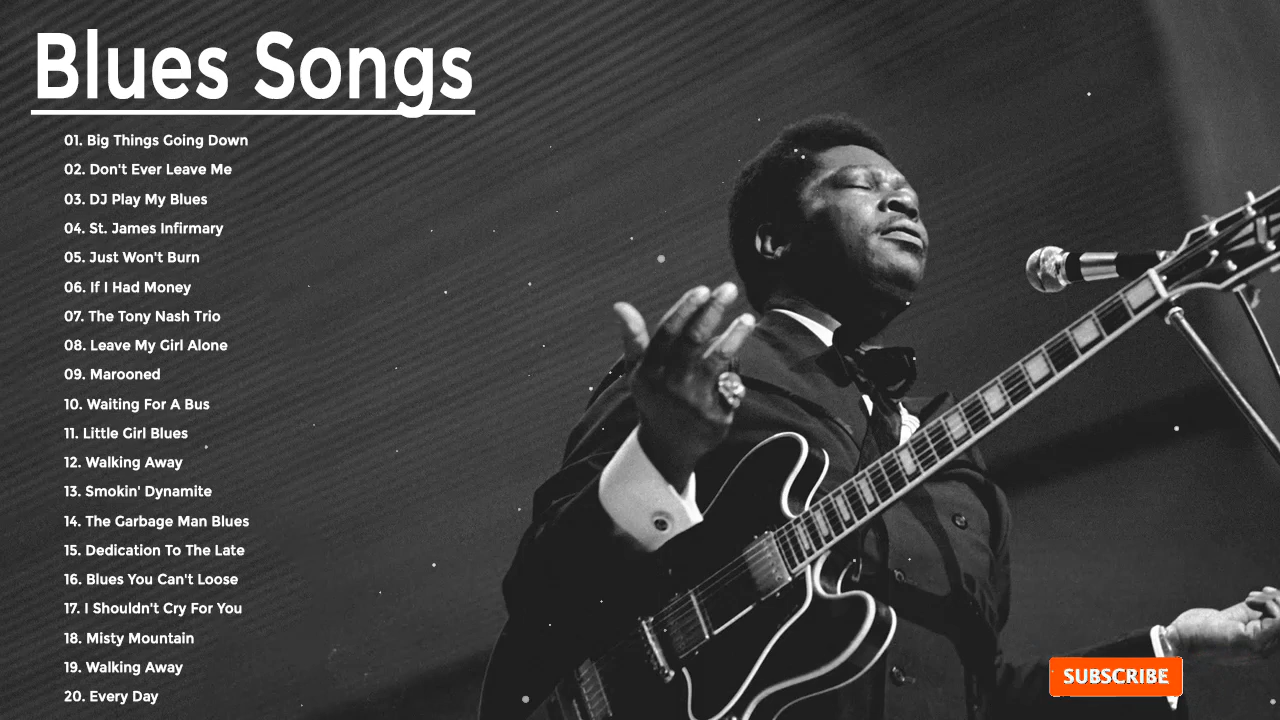 Blues Songs
01. Big Things Going Down
02. Don't Ever Leave Me
03. DJ Play My Blues
04. St. James Infirmary
05. Just Won't Burn
06. If I Had Money
07. The Tony Nash Trio
08. Leave My Girl Alone
09. Marooned
10. Waiting For A Bus
11. Little Girl Blues
12. Walking Away
13. Smokin' Dynamite
14. The Garbage Man Blues
15. Dedication To The Late
16. Blues You Can't Loose
17. I Shouldn't Cry For You
18. Misty Mountain
19. Walking Away
20. Every Day
SUBSCRIBE